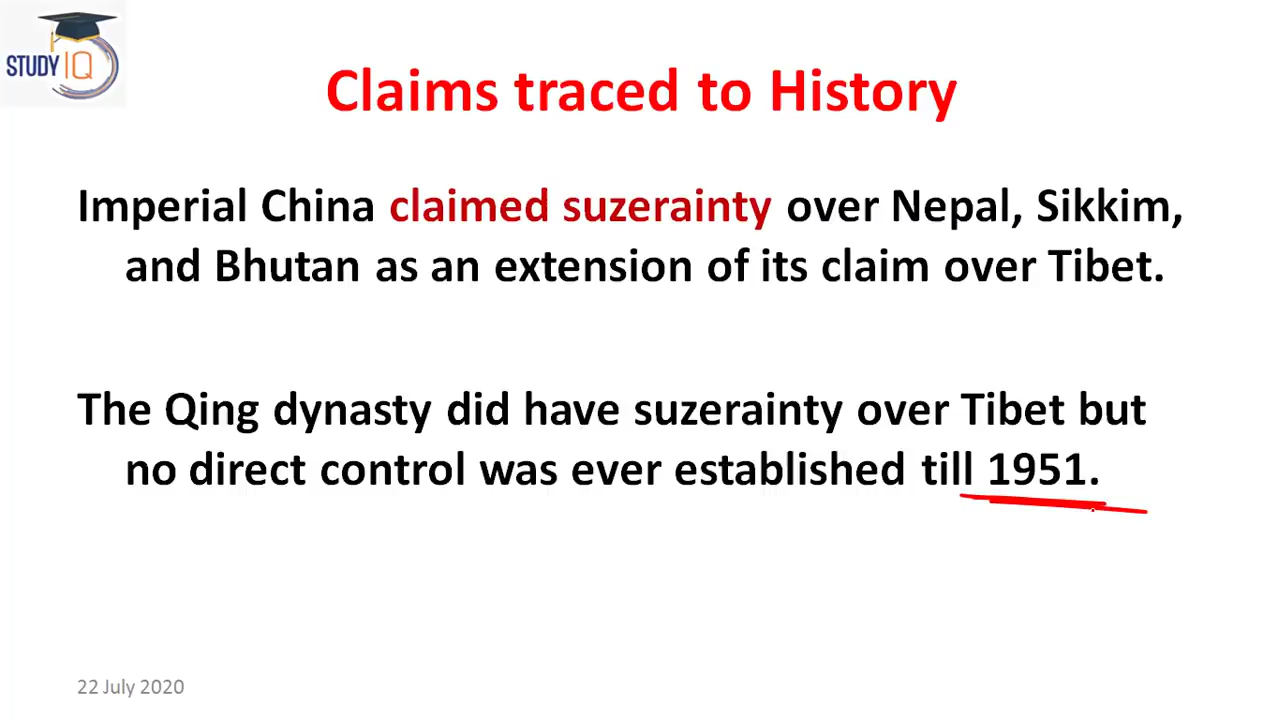 STUDY IQ
Claims traced to History
Imperial China claimed suzerainty over Nepal, Sikkim,
and Bhutan as an extension of its claim over Tibet.
The Qing dynasty did have suzerainty over Tibet but
no direct control was ever established till 1951.
22 July 2020